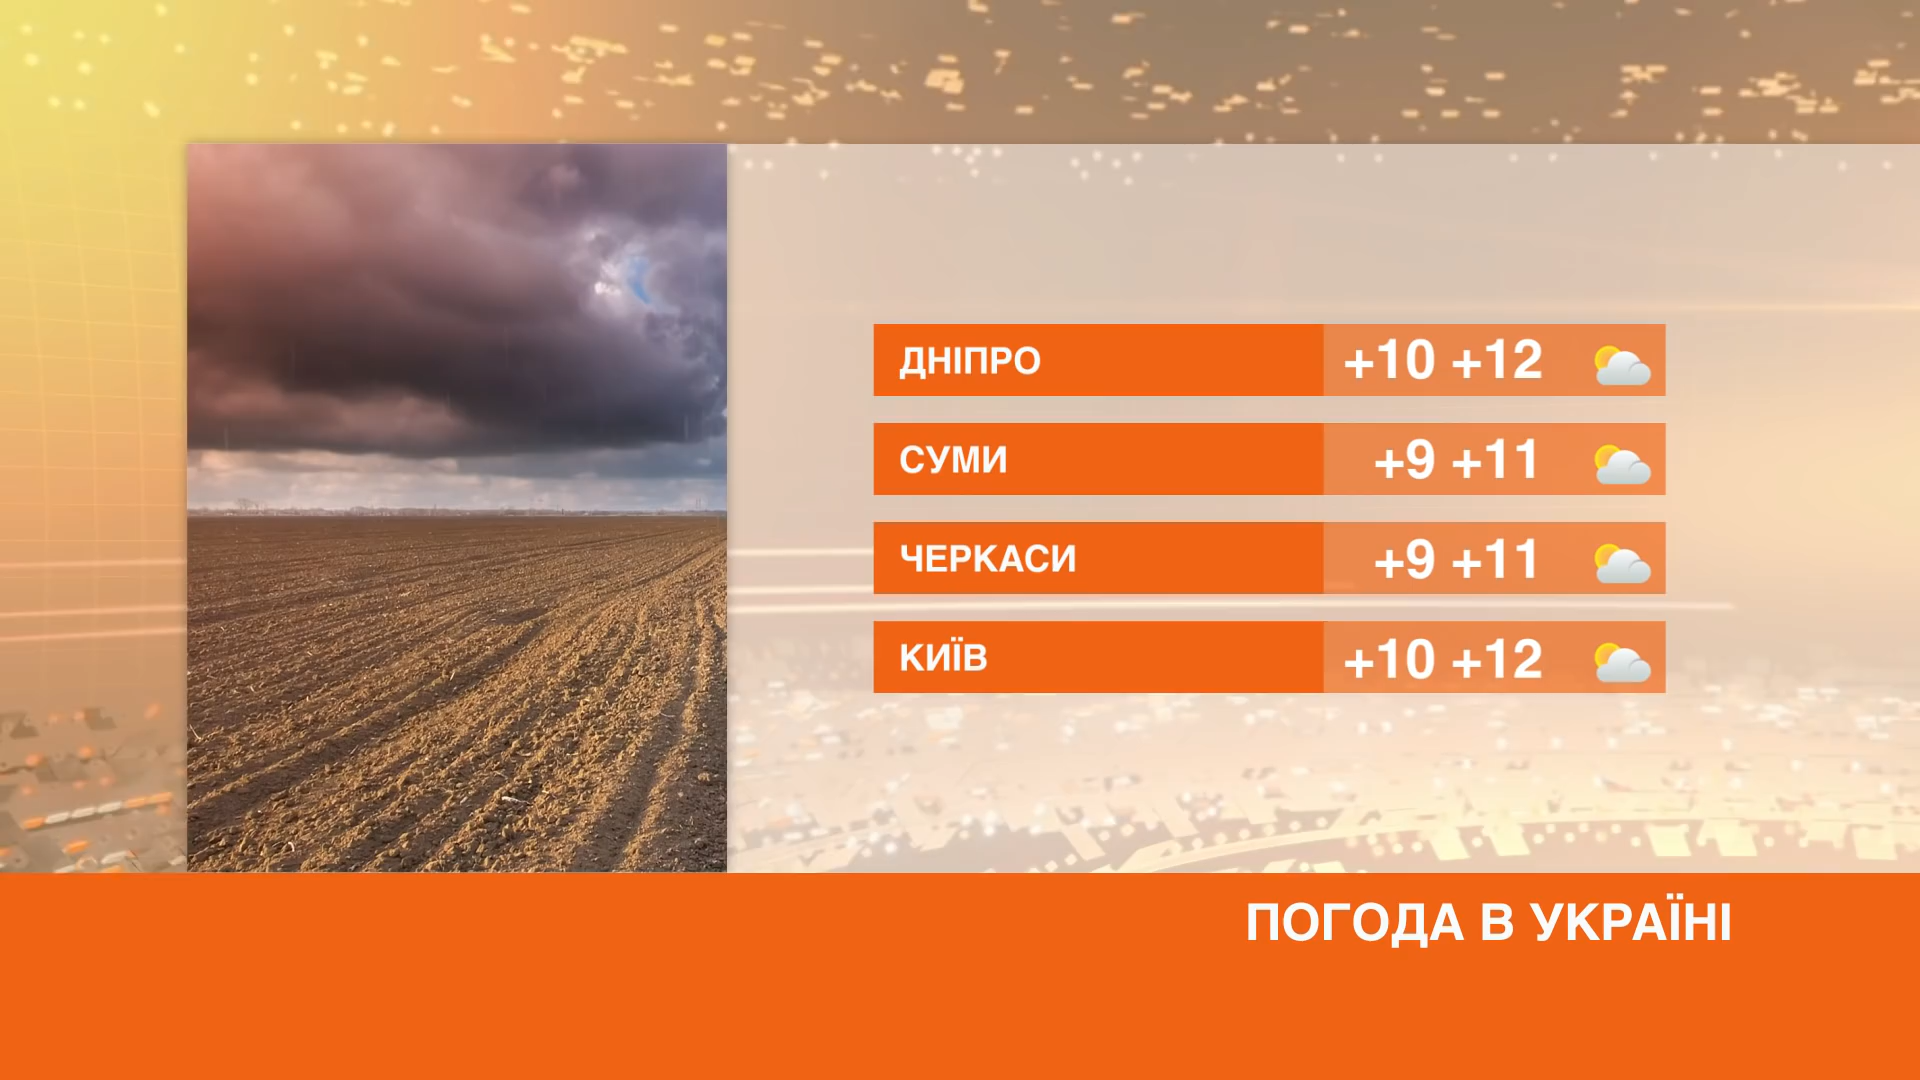 ДНІПРО +10 +12
СУМИ +9 +11
ЧЕРКАСИ +9 +11
КИЇВ +10 +12
ПОГОДА В УКРАЇНІ